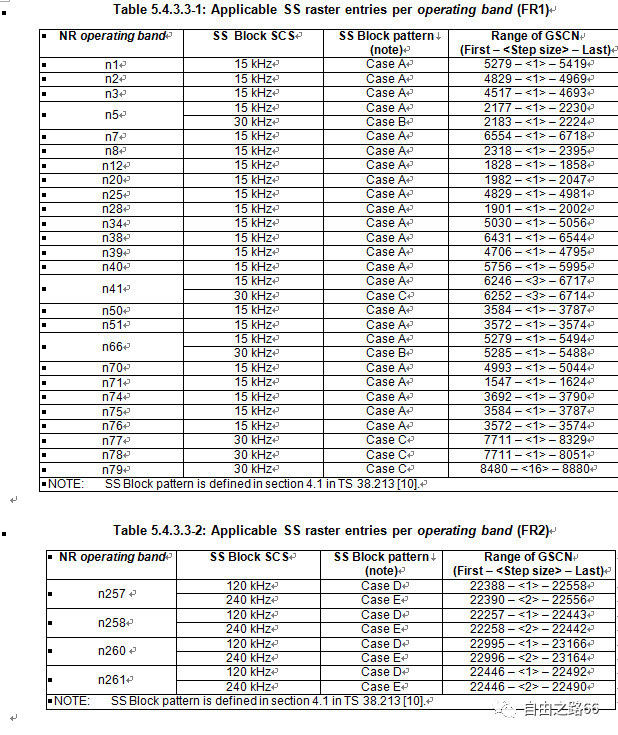 Table 5.4.3.3-1: Applicable SS raster entries per operating band (FR1)
NR operating band SS Block SCS SS Block pattern (note) Range of GSCN (First – <Step size> – Last)
n1 15 kHz Case A 5279 – <1> – 5419
n2 15 kHz Case A 4829 – <1> – 4969
n3 15 kHz Case A 4517 – <1> – 4693
n5 15 kHz Case A 2177 – <1> – 2230
30 kHz Case B 2183 – <1> – 2224
n7 15 kHz Case A 6554 – <1> – 6718
n8 15 kHz Case A 2318 – <1> – 2395
n12 15 kHz Case A 1828 – <1> – 1858
n20 15 kHz Case A 1982 – <1> – 2047
n25 15 kHz Case A 4829 – <1> – 4981
n28 15 kHz Case A 1901 – <1> – 2002
n34 15 kHz Case A 5030 – <1> – 5056
n38 15 kHz Case A 6431 – <1> – 6544
n39 15 kHz Case A 4706 – <1> – 4795
n40 15 kHz Case A 5756 – <1> – 5995
n41 15 kHz Case A 6246 – <3> – 6717
30 kHz Case C 6252 – <3> – 6714
n50 15 kHz Case A 3584 – <1> – 3787
n51 15 kHz Case A 3572 – <1> – 3574
n66 15 kHz Case A 5279 – <1> – 5494
30 kHz Case B 5285 – <1> – 5488
n70 15 kHz Case A 4993 – <1> – 5044
n71 15 kHz Case A 1547 – <1> – 1624
n74 15 kHz Case A 3692 – <1> – 3790
n75 15 kHz Case A 3584 – <1> – 3787
n76 15 kHz Case A 3572 – <1> – 3574
n77 30 kHz Case C 7711 – <1> – 8329
n78 30 kHz Case C 7711 – <1> – 8051
n79 30 kHz Case C 8480 – <16> – 8880
NOTE: SS Block pattern is defined in section 4.1 in TS 38.213 [10].
Table 5.4.3.3-2: Applicable SS raster entries per operating band (FR2)
NR operating band SS Block SCS SS Block pattern (note) Range of GSCN (First – <Step size> – Last)
n257 120 kHz Case D 22388 – <1> – 22558
240 kHz Case E 22390 – <2> – 22556
n258 120 kHz Case D 22257 – <1> – 22443
240 kHz Case E 22258 – <2> – 22442
n260 120 kHz Case D 22995 – <1> – 23166
240 kHz Case E 22996 – <2> – 23164
n261 120 kHz Case D 22446 – <1> – 22492
240 kHz Case E 22446 – <2> – 22490
NOTE: SS Block pattern is defined in section 4.1 in TS 38.213 [10].
自由之路66